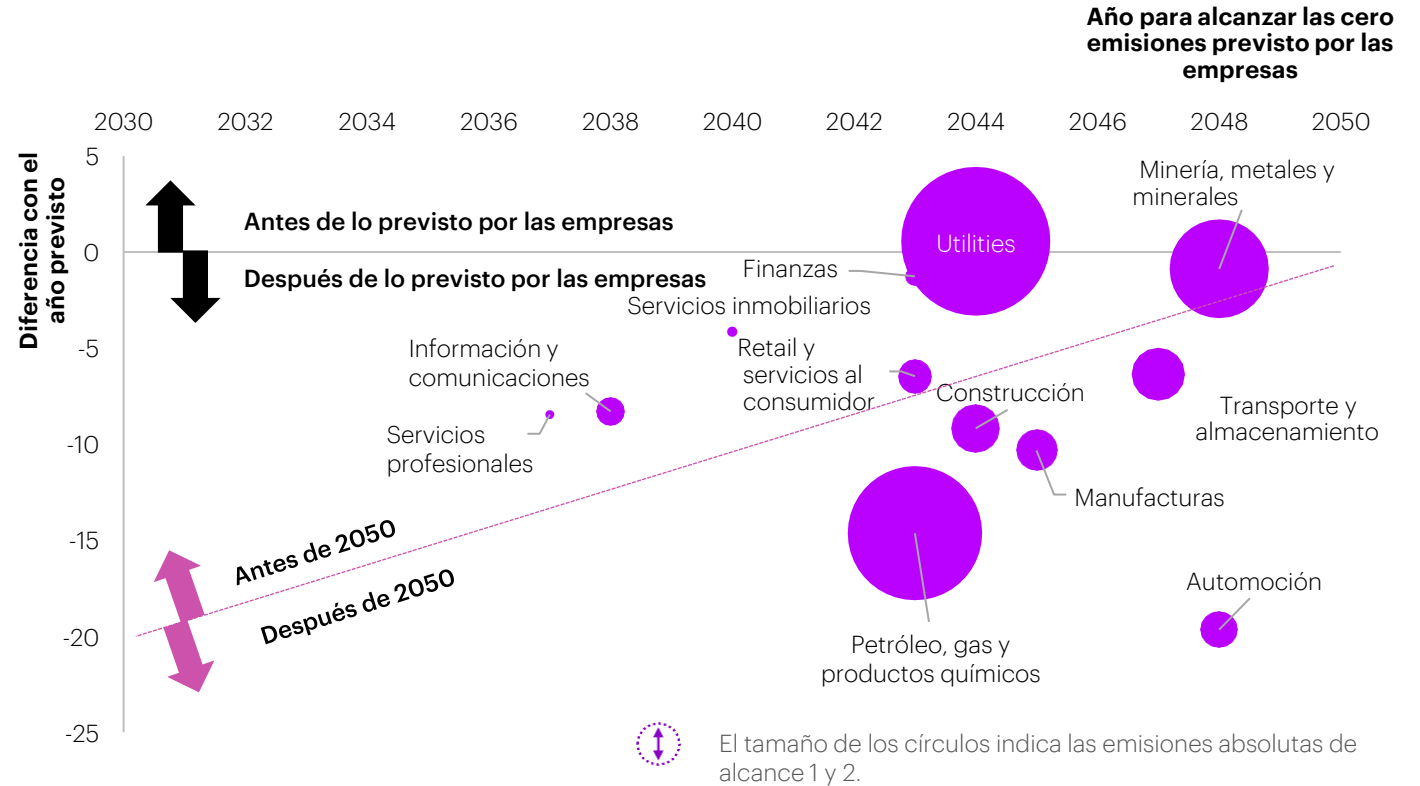 Año para alcanzar las cero
emisiones previsto por las
empresas
2030 2032 2034 2036 2038 2040 2042 2044 2046 2048 2050
Diferencia con el
año previsto
5
0
-5
-10
-15
-20
-25
Antes de lo previsto por las empresas
Después de lo previsto por las empresas
Minería, metales y
minerales
Utilities
Finanzas
Servicios inmobiliarios
Información y
comunicaciones
Retail y
servicios al
consumidor
Construcción
Servicios
profesionales
Transporte y
almacenamiento
Manufacturas
Antes de 2050
Después de 2050
Automoción
Petróleo, gas y
productos químicos
El tamaño de los círculos indica las emisiones absolutas de
alcance 1 y 2.